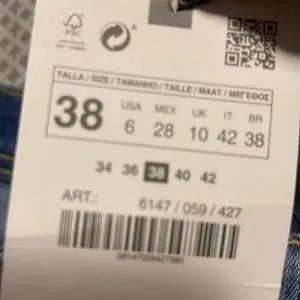 FSC
TALLA / SIZE / TAMANHO / TAILLE / MAAT / ΜΕΓΕΘΟΣ
38 USA MEX UK IT BR
6 28 10 42 38
34 36 38 40 42
ART.: 6147 / 059 / 427